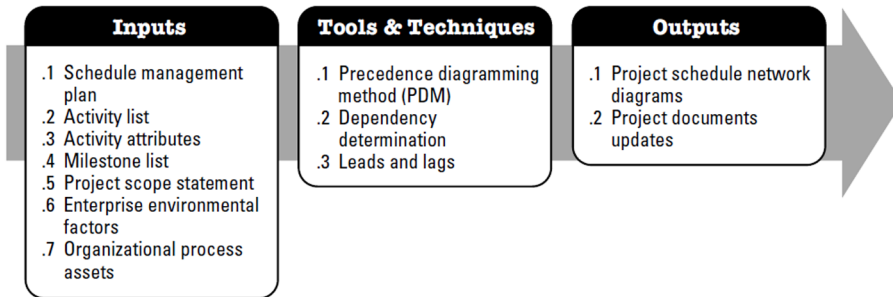 Inputs
.1 Schedule management
plan
.2 Activity list
.3 Activity attributes
.4 Milestone list
.5 Project scope statement
.6 Enterprise environmental
factors
.7 Organizational process
assets
Tools & Techniques
.1 Precedence diagramming
method (PDM)
.2 Dependency
determination
.3 Leads and lags
Outputs
.1 Project schedule network
diagrams
.2 Project documents
updates